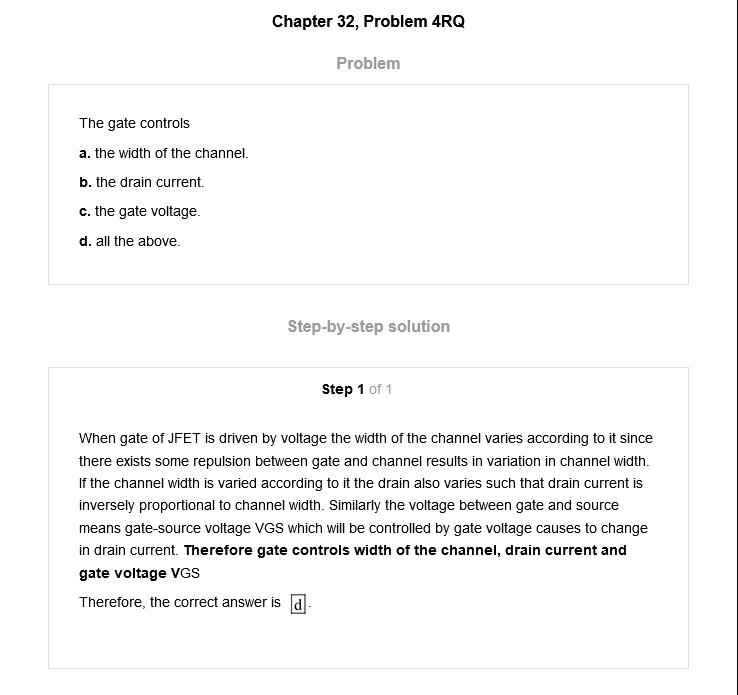 Chapter 32, Problem 4RQ
Problem
The gate controls
a. the width of the channel.
b. the drain current.
c. the gate voltage.
d. all the above.
Step-by-step solution
Step 1 of 1
When gate of JFET is driven by voltage the width of the channel varies according to it since
there exists some repulsion between gate and channel results in variation in channel width.
If the channel width is varied according to it the drain also varies such that drain current is
inversely proportional to channel width. Similarly the voltage between gate and source
means gate-source voltage VGS which will be controlled by gate voltage causes to change
in drain current. Therefore gate controls width of the channel, drain current and
gate voltage VGS
Therefore, the correct answer is d.